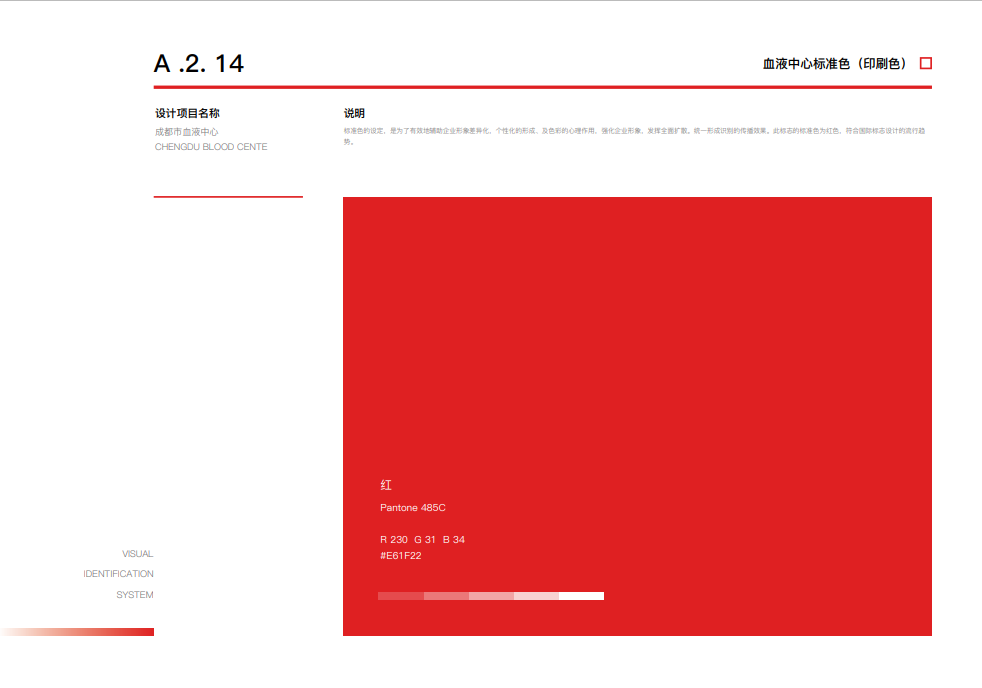 A .2. 14
血液中心标准色（印刷色）
设计项目名称
成都市血液中心
CHENGDU BLOOD CENTE
说明
标准色的设定，是为了有效地辅助企业形象差异化、个性化的形成，及色彩的心理作用，强化企业形象，发挥全面扩散、统一形成识别的传播效果。此标志的标准色为红色，符合国际标志设计的流行趋
势。
红
Pantone 485C
R 230 G 31 B 34
#E61F22
VISUAL
IDENTIFICATION
SYSTEM